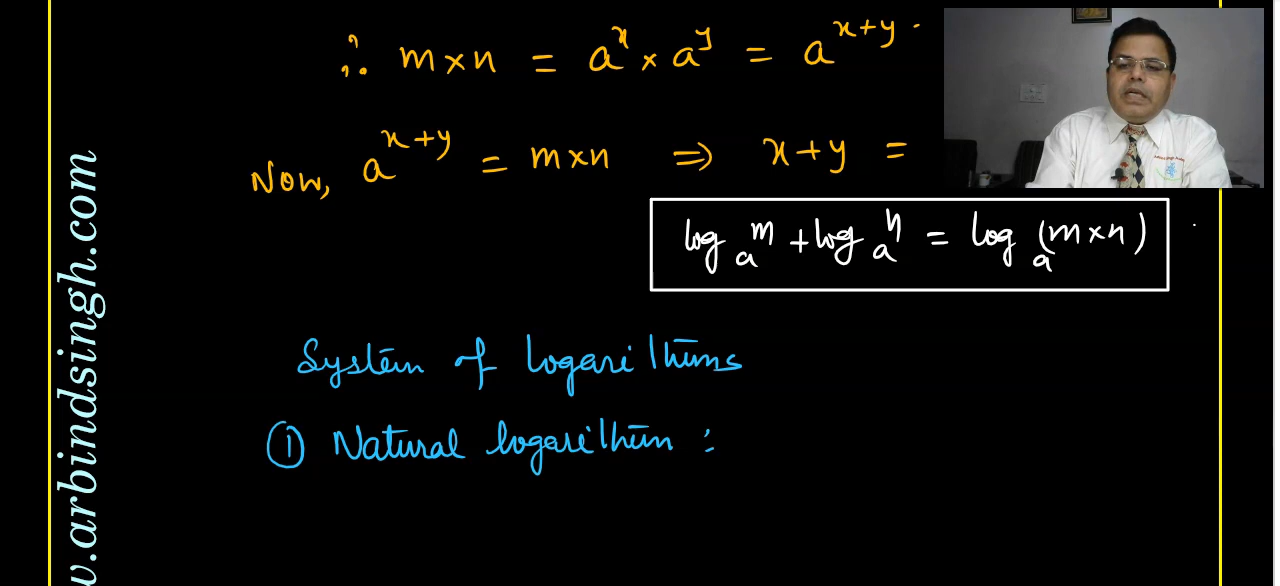 ∴ m×n = a^x × a^y = a^(x+y).
Now, a^(x+y) = m×n ⇒ x+y =
log_a m + log_a n = log_a (m×n)
System of logarithms
① Natural logarithm :
w.arbindsingh.com